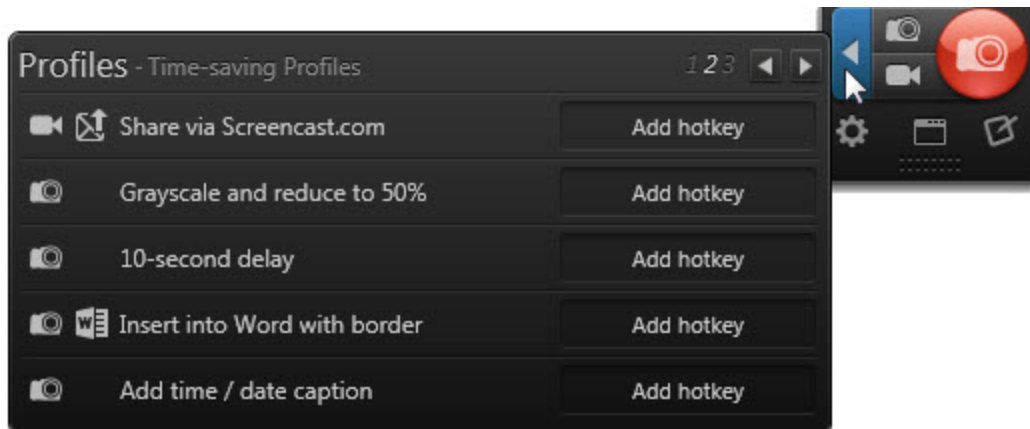 Profiles - Time-saving Profiles 1 2 3
Share via Screencast.com Add hotkey
Grayscale and reduce to 50% Add hotkey
10-second delay Add hotkey
Insert into Word with border Add hotkey
Add time / date caption Add hotkey